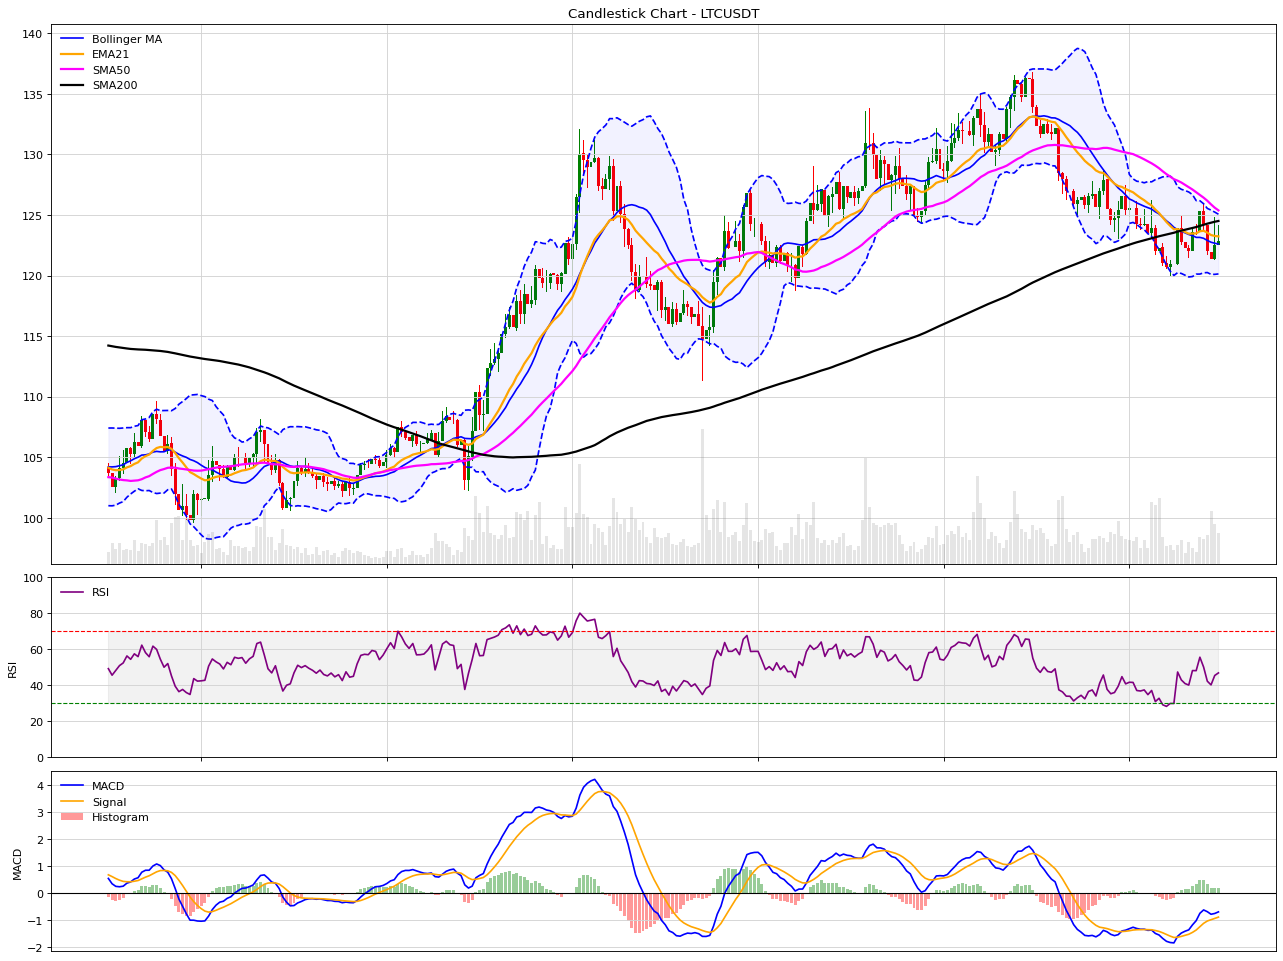 Candlestick Chart - LTCUSDT
140
135
130
125
120
115
110
105
100
Bollinger MA
EMA21
SMA50
SMA200
100
80
60
40
20
0
RSI
RSI
4
3
2
1
0
−1
−2
MACD
MACD
Signal
Histogram